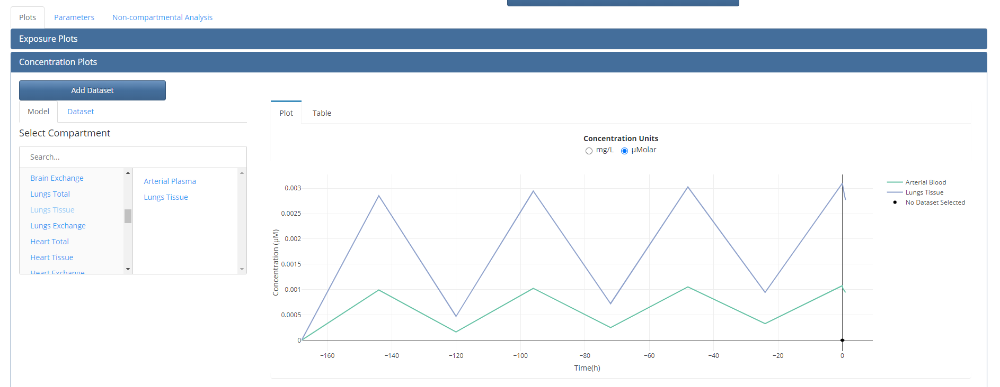 Plots Parameters Non-compartmental Analysis
Exposure Plots
Concentration Plots
Add Dataset
Model Dataset
Select Compartment
Search...
Brain Exchange
Lungs Total
Lungs Tissue
Lungs Exchange
Heart Total
Heart Tissue
Heart Exchange
Arterial Plasma
Lungs Tissue
Plot Table
Concentration Units
mg/L µMolar
0.003
0.0025
0.002
0.0015
0.001
0.0005
0
Concentration (µM)
−160 −140 −120 −100 −80 −60 −40 −20 0
Time(h)
Arterial Blood
Lungs Tissue
No Dataset Selected